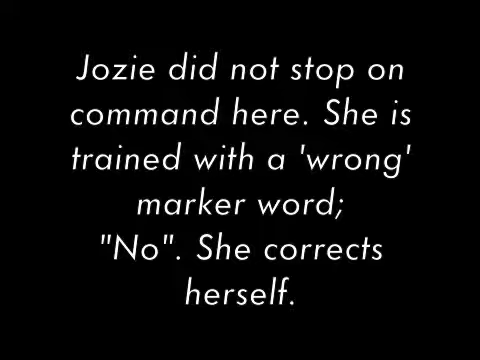 Jozie did not stop on
command here. She is
trained with a 'wrong'
marker word;
"No". She corrects
herself.